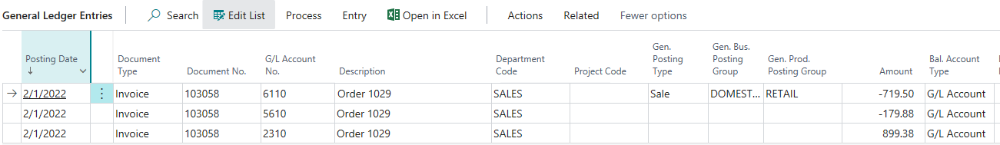 General Ledger Entries Search Edit List Process Entry Open in Excel Actions Related Fewer options
Posting Date ↓ Document Type Document No. G/L Account No. Description Department Code Project Code Gen. Posting Type Gen. Bus. Posting Group Gen. Prod. Posting Group Amount Bal. Account Type
2/1/2022 Invoice 103058 6110 Order 1029 SALES Sale DOMEST... RETAIL -719.50 G/L Account
2/1/2022 Invoice 103058 5610 Order 1029 SALES -179.88 G/L Account
2/1/2022 Invoice 103058 2310 Order 1029 SALES 899.38 G/L Account